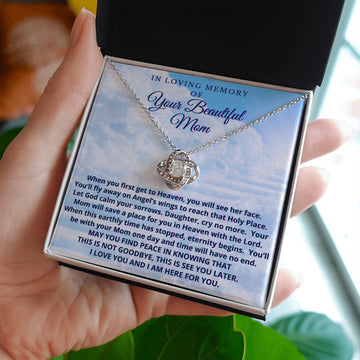 IN LOVING MEMORY
OF
Your Beautiful
Mom
When you first get to Heaven, you will see her face.
You'll fly away on Angel's wings to reach that Holy Place.
Let God calm your sorrows. Daughter, cry no more. Your
Mom will have a place for you in Heaven with the Lord.
When this earthly time has stopped, eternity begins. You'll
be with your Mom one day and time will have no end.
MAY YOU FIND PEACE IN KNOWING THAT
THIS IS NOT GOODBYE, THIS IS SEE YOU LATER.
I LOVE YOU AND I AM HERE FOR YOU.